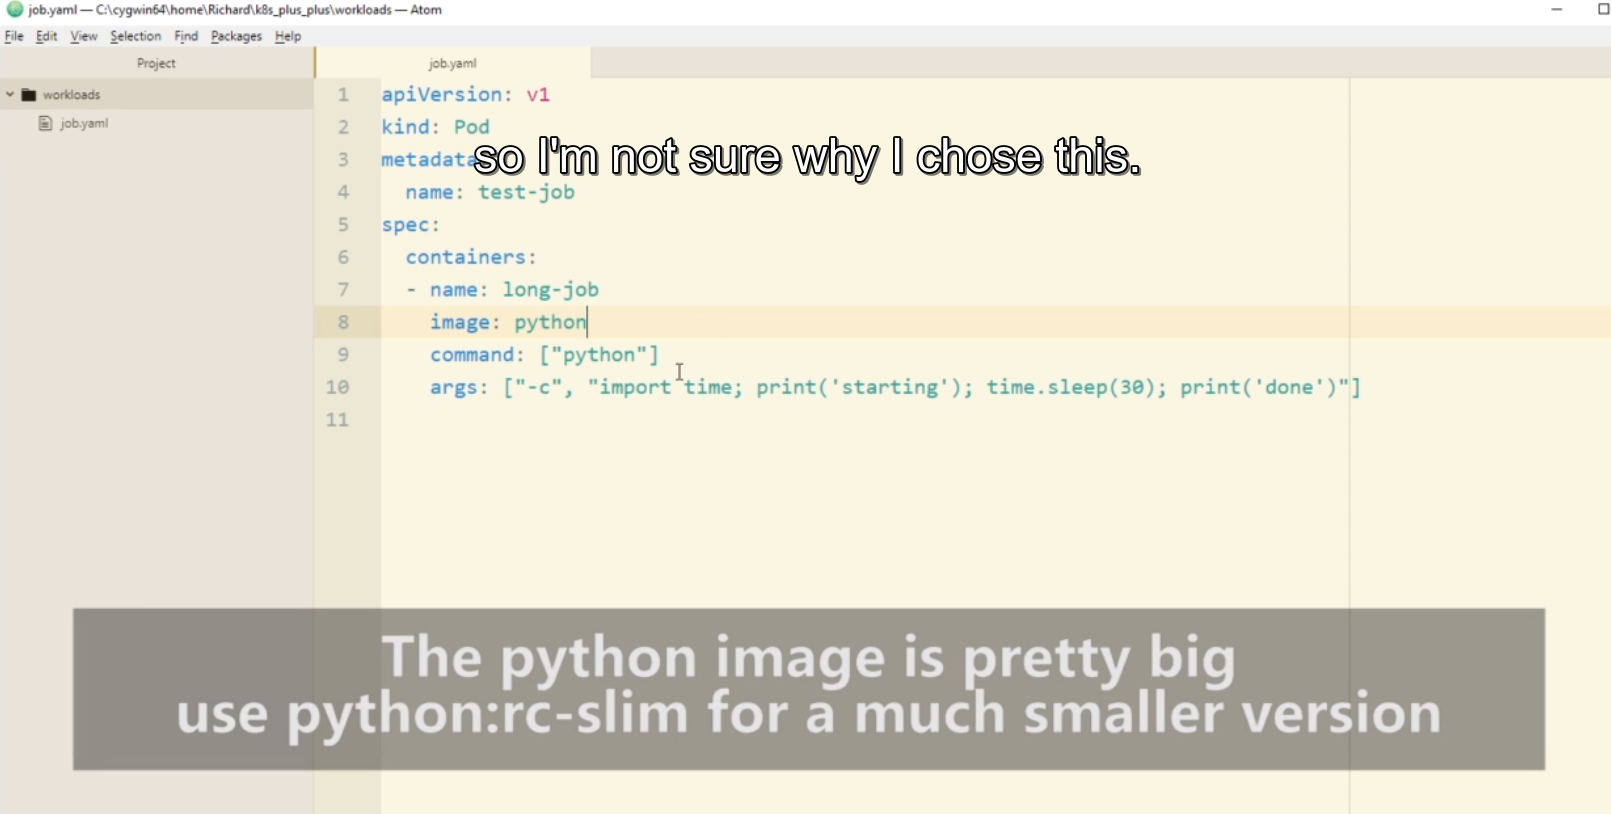 job.yaml — C:\cygwin64\home\Richard\k8s_plus_plus\workloads — Atom
File Edit View Selection Find Packages Help
Project
job.yaml
workloads
job.yaml
1 apiVersion: v1
2 kind: Pod
3 metadata
so I'm not sure why I chose this.
4 name: test-job
5 spec:
6 containers:
7 - name: long-job
8 image: python
9 command: ["python"]
10 args: ["-c", "import time; print('starting'); time.sleep(30); print('done')"]
11
The python image is pretty big
use python:rc-slim for a much smaller version